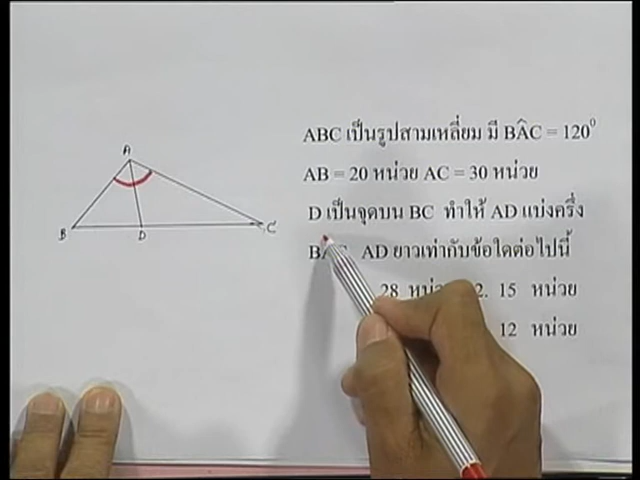 A
B
D
C
ABC เป็นรูปสามเหลี่ยม มี BÂC = 120⁰
AB = 20 หน่วย AC = 30 หน่วย
D เป็นจุดบน BC ทำให้ AD แบ่งครึ่ง
AD ยาวเท่ากับข้อใดต่อไปนี้
28 2. 15 หน่วย
12 หน่วย